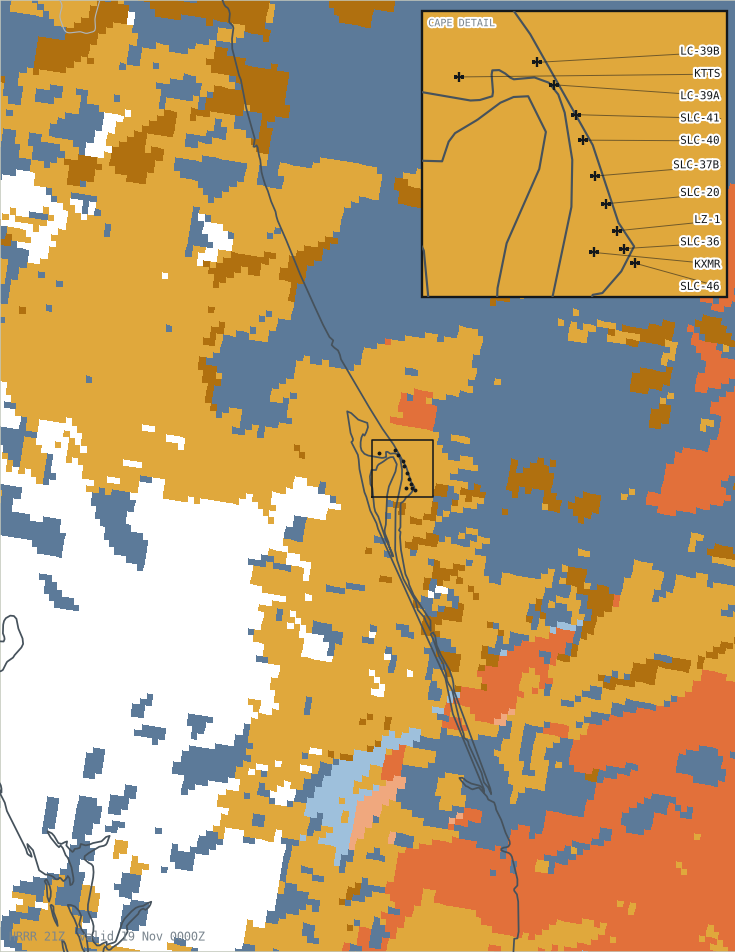 CAPE DETAIL
LC-39B
KTTS
LC-39A
SLC-41
SLC-40
SLC-37B
SLC-20
LZ-1
SLC-36
KXMR
SLC-46
HRRR 21Z valid 19 Nov 0000Z